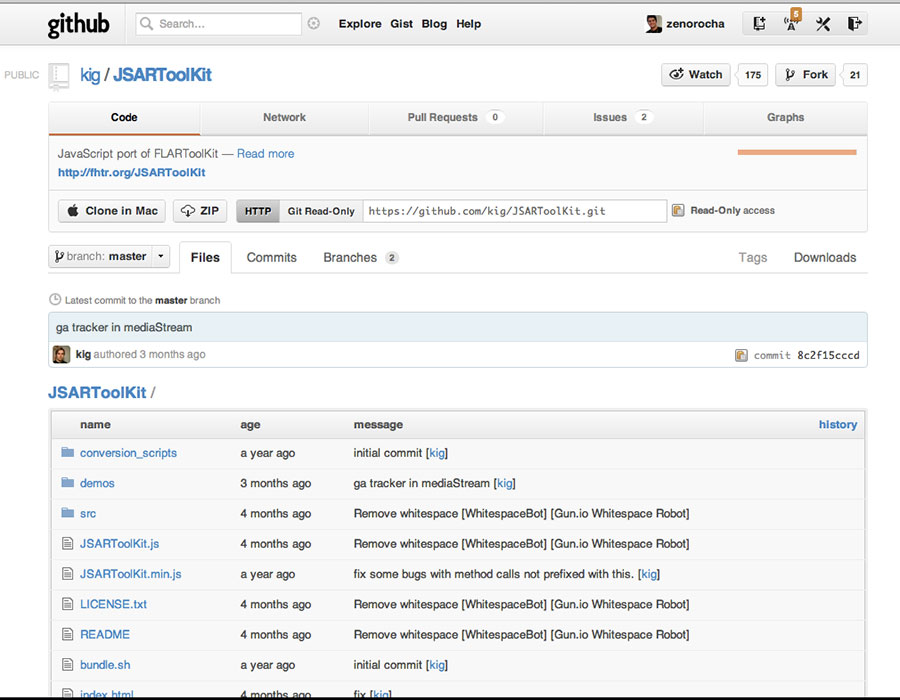 github Search... Explore Gist Blog Help zenorocha 5
PUBLIC kig / JSARToolKit Watch 175 Fork 21
Code Network Pull Requests 0 Issues 2 Graphs
JavaScript port of FLARToolKit — Read more
http://fhtr.org/JSARToolKit
Clone in Mac ZIP HTTP Git Read-Only https://github.com/kig/JSARToolKit.git Read-Only access
branch: master Files Commits Branches 2 Tags Downloads
Latest commit to the master branch
ga tracker in mediaStream
kig authored 3 months ago commit 8c2f15cccd
JSARToolKit /
name age message history
conversion_scripts a year ago initial commit [kig]
demos 3 months ago ga tracker in mediaStream [kig]
src 4 months ago Remove whitespace [WhitespaceBot] [Gun.io Whitespace Robot]
JSARToolKit.js 4 months ago Remove whitespace [WhitespaceBot] [Gun.io Whitespace Robot]
JSARToolKit.min.js a year ago fix some bugs with method calls not prefixed with this. [kig]
LICENSE.txt 4 months ago Remove whitespace [WhitespaceBot] [Gun.io Whitespace Robot]
README 4 months ago Remove whitespace [WhitespaceBot] [Gun.io Whitespace Robot]
bundle.sh a year ago initial commit [kig]
index.html 4 months ago fix [kig]